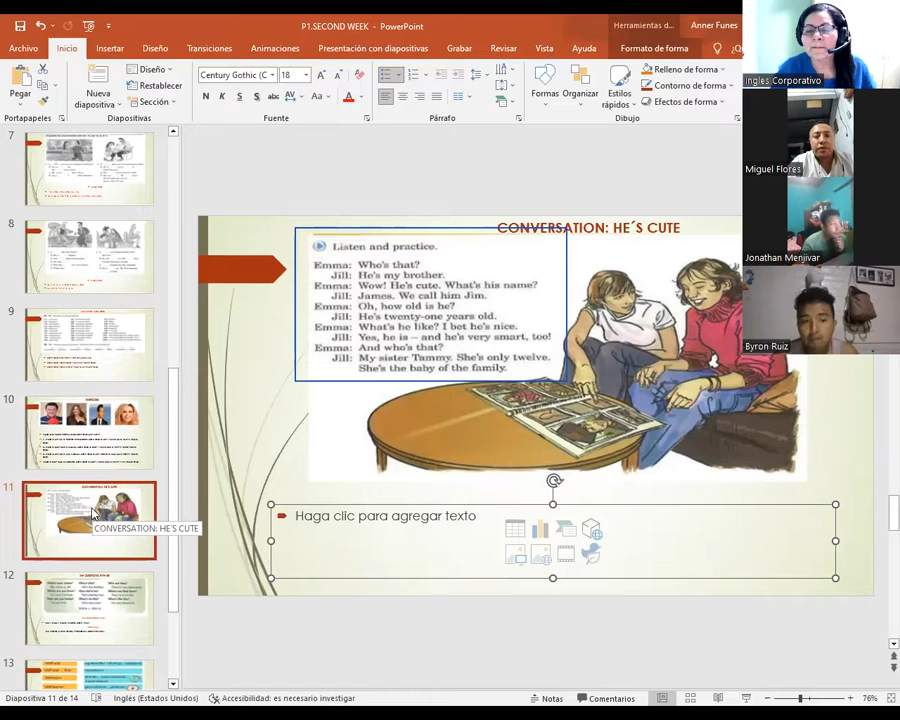 P1.SECOND WEEK - PowerPoint
Herramientas d...
Anner Funes
Archivo
Inicio
Insertar
Diseño
Transiciones
Animaciones
Presentación con diapositivas
Grabar
Revisar
Vista
Ayuda
Formato de forma
Pegar
Nueva
diapositiva
Diseño
Restablecer
Sección
Century Gothic (C
18
N
K
S
S
abc
AV
Aa
A
Formas
Organizar
Estilos
rápidos
Relleno de forma
Contorno de forma
Efectos de forma
Portapapeles
Diapositivas
Fuente
Párrafo
Dibujo
Ingles Corporativo
Miguel Flores
Jonathan Menjivar
Byron Ruiz
7
8
9
10
11
12
13
CONVERSATION: HE'S CUTE
CONVERSATION: HE´S CUTE
Listen and practice.
Emma: Who's that?
Jill: He's my brother.
Emma: Wow! He's cute. What's his name?
Jill: James. We call him Jim.
Emma: Oh, how old is he?
Jill: He's twenty-one years old.
Emma: What's he like? I bet he's nice.
Jill: Yes, he is – and he's very smart, too!
Emma: And who's that?
Jill: My sister Tammy. She's only twelve.
She's the baby of the family.
Haga clic para agregar texto
Diapositiva 11 de 14
Inglés (Estados Unidos)
Accesibilidad: es necesario investigar
Notas
Comentarios
76%